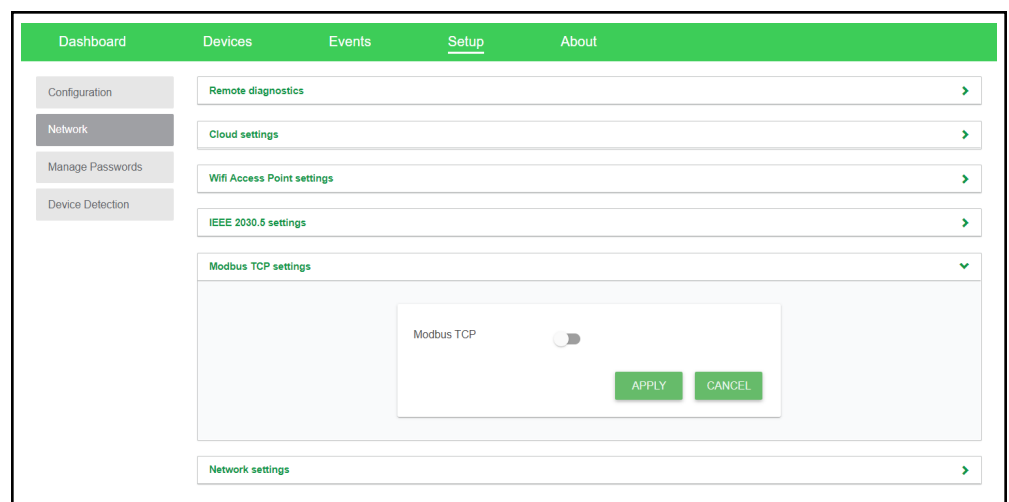 Dashboard Devices Events Setup About
Configuration
Network
Manage Passwords
Device Detection
Remote diagnostics
Cloud settings
Wifi Access Point settings
IEEE 2030.5 settings
Modbus TCP settings
Modbus TCP
APPLY CANCEL
Network settings